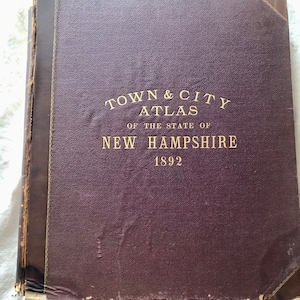 TOWN & CITY
ATLAS
OF THE STATE OF
NEW HAMPSHIRE
1892